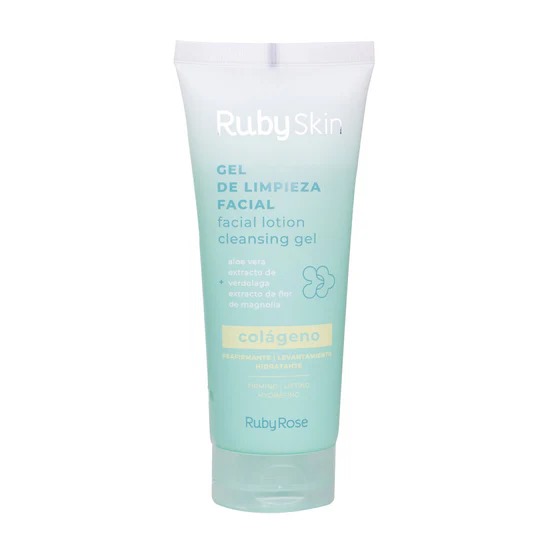 RubySkin
GEL
DE LIMPIEZA
FACIAL
facial lotion
cleansing gel
aloe vera
extracto de
+ verdolaga
extracto de flor
de magnolia
colágeno
REAFIRMANTE | LEVANTAMIENTO
HIDRATANTE
FIRMING | LIFTING
HYDRATING
RubyRose